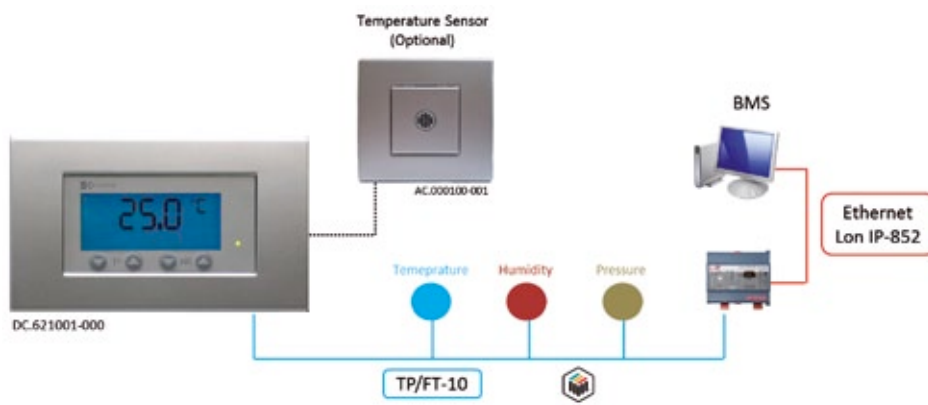 Temperature Sensor
(Optional)
AC.000100-001
25.0 °C
DC.621001-000
Temeprature
Humidity
Pressure
TP/FT-10
BMS
Ethernet
Lon IP-852